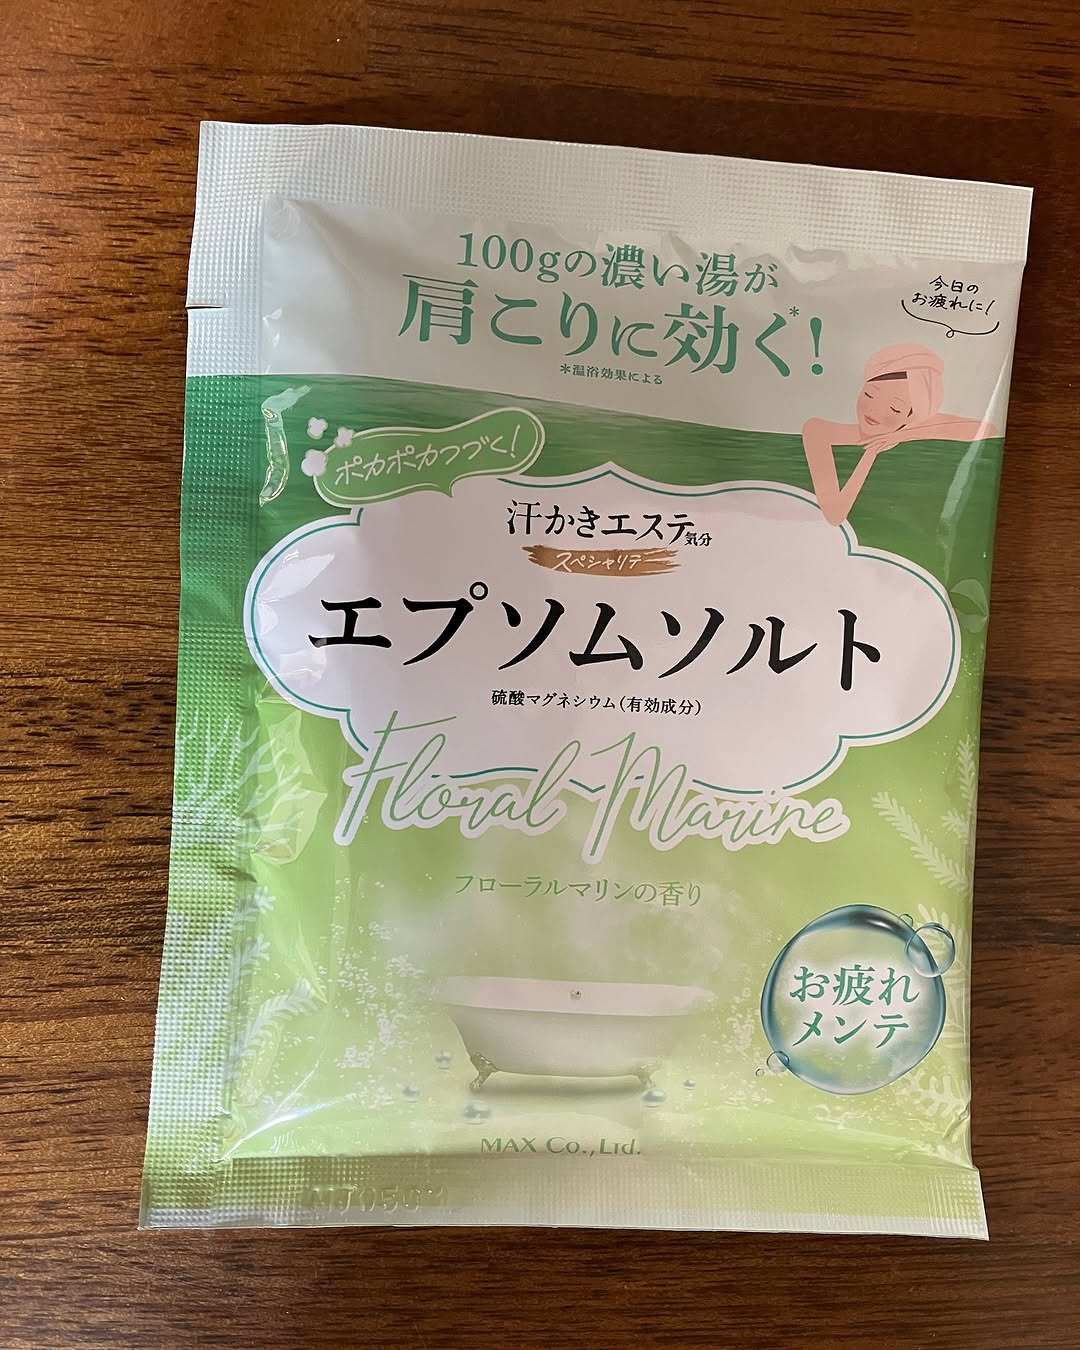 100gの濃い湯が
肩こりに効く*!
*温浴効果による
今日の
お疲れに!
ポカポカつづく!
汗かきエステ気分
スペシャリテ
エプソムソルト
硫酸マグネシウム(有効成分)
Floral Marine
フローラルマリンの香り
お疲れ
メンテ
MAX Co.,Ltd.